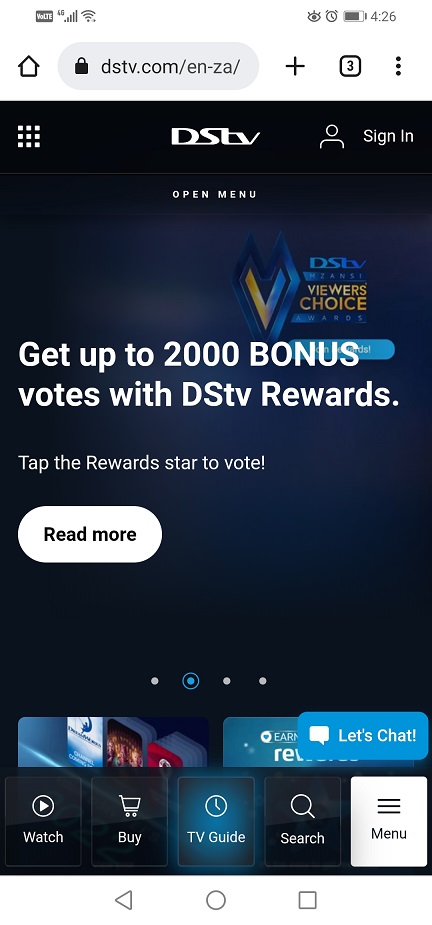 VoLTE 4G 4:26
dstv.com/en-za/
3
DStv
Sign In
OPEN MENU
DStv
MZANSI
VIEWERS'
CHOICE
AWARDS
Get up to 2000 BONUS
votes with DStv Rewards.
Tap the Rewards star to vote!
Read more
EARN
rewards
Let's Chat!
Watch
Buy
TV Guide
Search
Menu